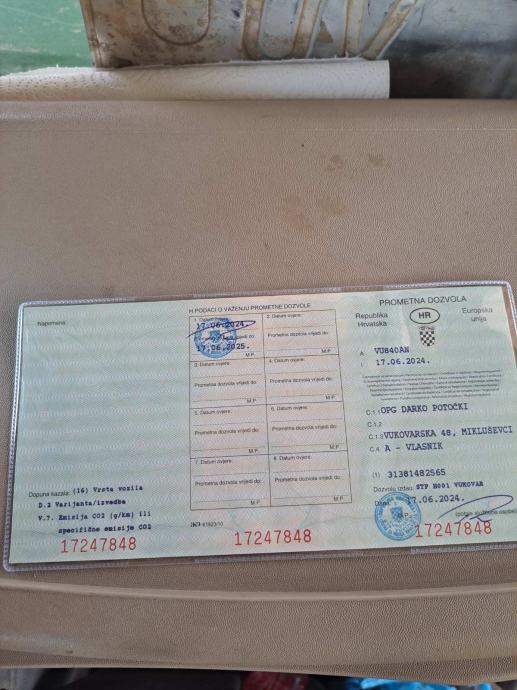 Napomena:
Dopuna kazala: (16) Vrsta vozila
D.2 Varijanta/izvedba
V.7. Emisija CO2 (g/km) ili
specifične emisije CO2
17247848
H PODACI O VAŽENJU PROMETNE DOZVOLE
1. Datum ovjere:
17.06.2024.
17.06.2025.
M.P.
2. Datum ovjere:
Prometna dozvola vrijedi do:
M.P.
3. Datum ovjere:
Prometna dozvola vrijedi do:
M.P.
4. Datum ovjere:
Prometna dozvola vrijedi do:
M.P.
5. Datum ovjere:
Prometna dozvola vrijedi do:
M.P.
6. Datum ovjere:
Prometna dozvola vrijedi do:
M.P.
7. Datum ovjere:
Prometna dozvola vrijedi do:
M.P.
8. Datum ovjere:
Prometna dozvola vrijedi do:
M.P.
17247848
PROMETNA DOZVOLA
Republika
Hrvatska
HR
Europska
unija
A VU840AN
I 17.06.2024.
C.1.1 OPG DARKO POTOČKI
C.1.2
C.1.3 VUKOVARSKA 48, MIKLUŠEVCI
C.4 A - VLASNIK
(1) 31381482565
Dozvolu izdao: STP H001 VUKOVAR
17.06.2024.
M.P.
17247848